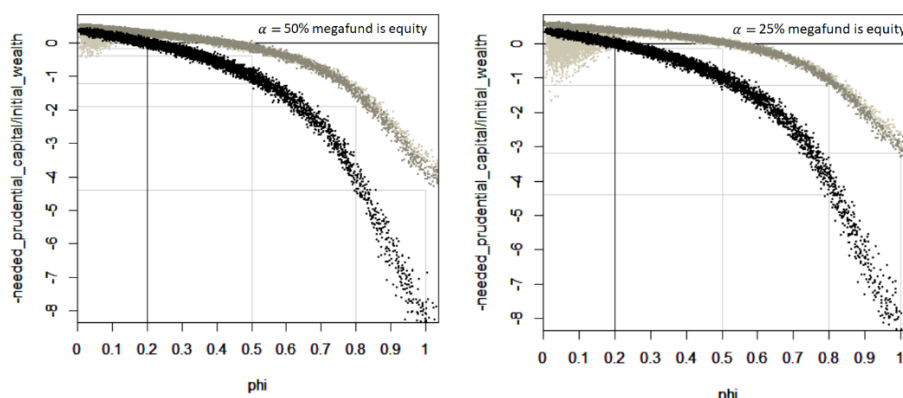 α = 50% megafund is equity
-needed_prudential_capital/initial_wealth
0
-1
-2
-3
-4
-5
-6
-7
-8
0 0.1 0.2 0.3 0.4 0.5 0.6 0.7 0.8 0.9 1
phi
α = 25% megafund is equity
-needed_prudential_capital/initial_wealth
0
-1
-2
-3
-4
-5
-6
-7
-8
0 0.1 0.2 0.3 0.4 0.5 0.6 0.7 0.8 0.9 1
phi